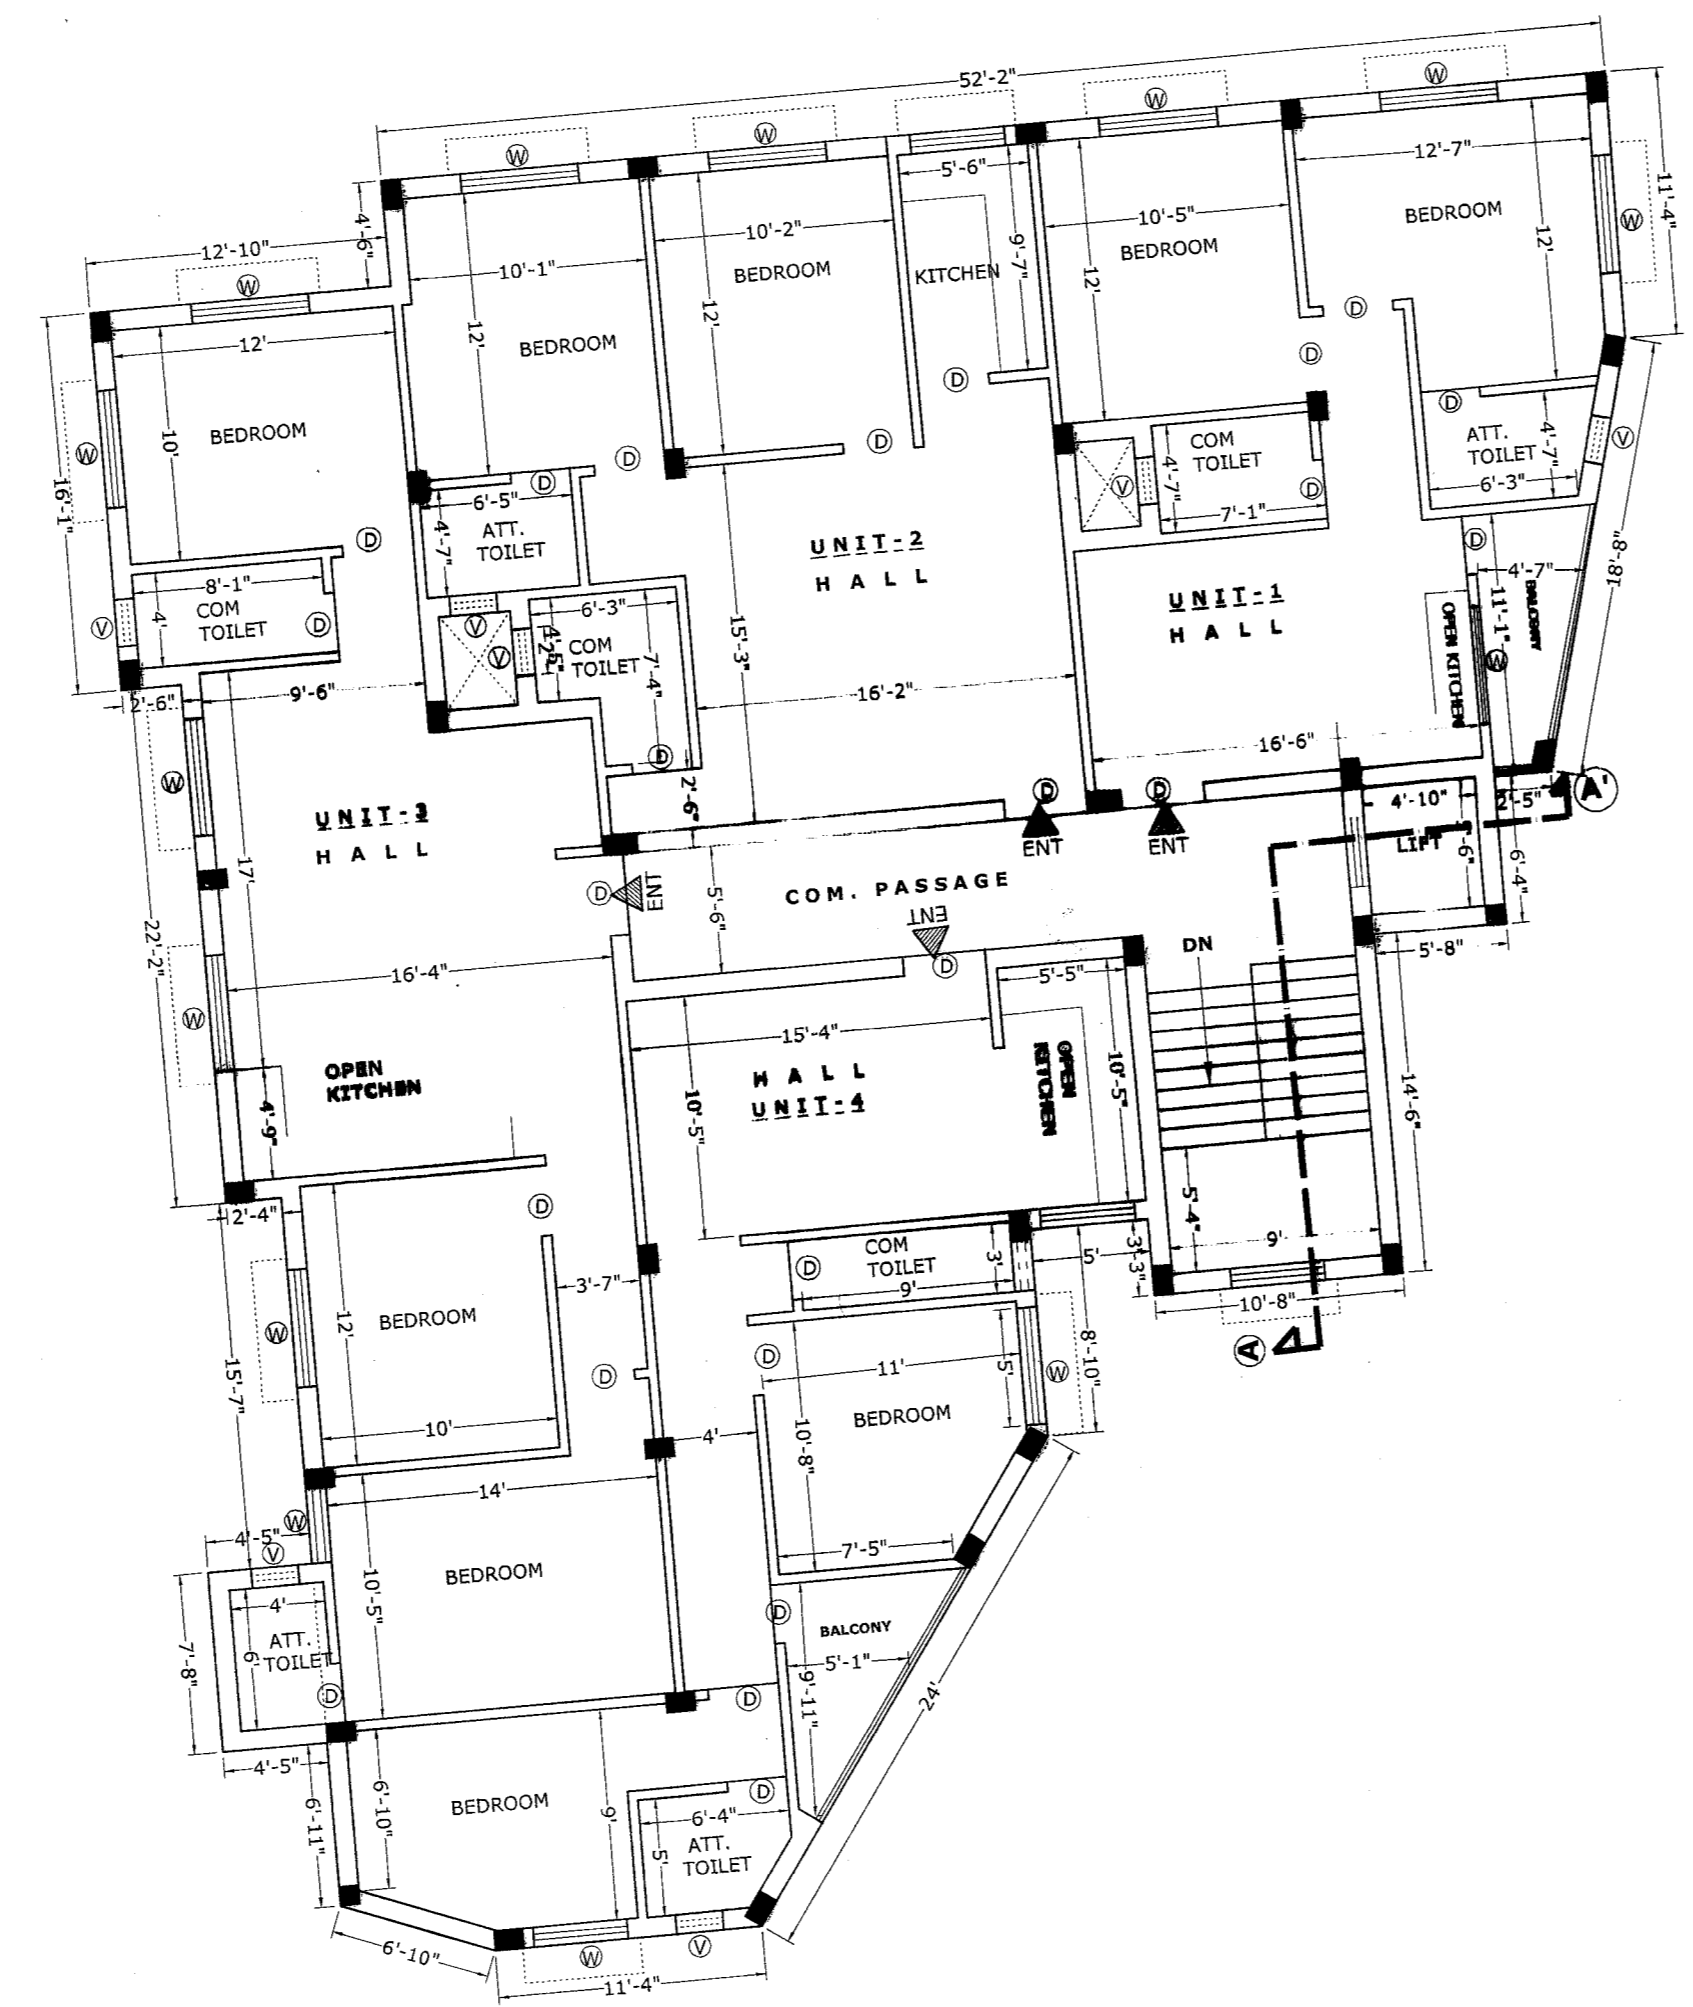 52'-2"
W
W
W
W
W
12'-7"
11'-4"
5'-6"
10'-5"
BEDROOM
12'
W
4'-6"
12'-10"
10'-2"
BEDROOM
12'
KITCHEN
9'-7"
BEDROOM
12'
D
D
10'-1"
W
12'
BEDROOM
12'
BEDROOM
10'
W
16'-1"
D
D
D
D
COM
TOILET
4'-7"
7'-1"
V
D
D
ATT.
TOILET
4'-7"
6'-3"
V
6'-5"
D
4'-7"
ATT.
TOILET
D
8'-1"
COM
TOILET
4'
D
V
UNIT-2
HALL
UNIT-1
HALL
D
4'-7"
11'-1"
BALCONY
18'-8"
OPEN KITCHEN
W
V
V
6'-3"
COM
TOILET
7'-4"
15'-3"
16'-2"
16'-6"
2'-6"
9'-6"
W
D
2'-6"
D
D
ENT
ENT
4'-10"
2'-5"
A'
LIFT
6'-4"
5'-8"
UNIT-3
HALL
17'
22'-2"
D
ENT
5'-6"
COM. PASSAGE
ENT
D
DN
5'-5"
16'-4"
W
15'-4"
HALL
UNIT-4
10'-5"
OPEN
KITCHEN
10'-5"
14'-6"
OPEN
KITCHEN
4'-9"
5'-4"
9'
10'-8"
A
2'-4"
D
COM
TOILET
9'
3'
5'
3'-3"
D
3'-7"
BEDROOM
12'
W
10'
15'-7"
D
D
11'
5'
8'-10"
W
BEDROOM
10'-8"
4'
7'-5"
14'
W
4'-5"
V
BEDROOM
10'-5"
4'
ATT.
TOILET
6'
7'-8"
D
4'-5"
D
BALCONY
5'-1"
9'-11"
24'
D
D
6'-11"
6'-10"
BEDROOM
9'
6'-4"
ATT.
TOILET
5'
6'-10"
W
V
11'-4"